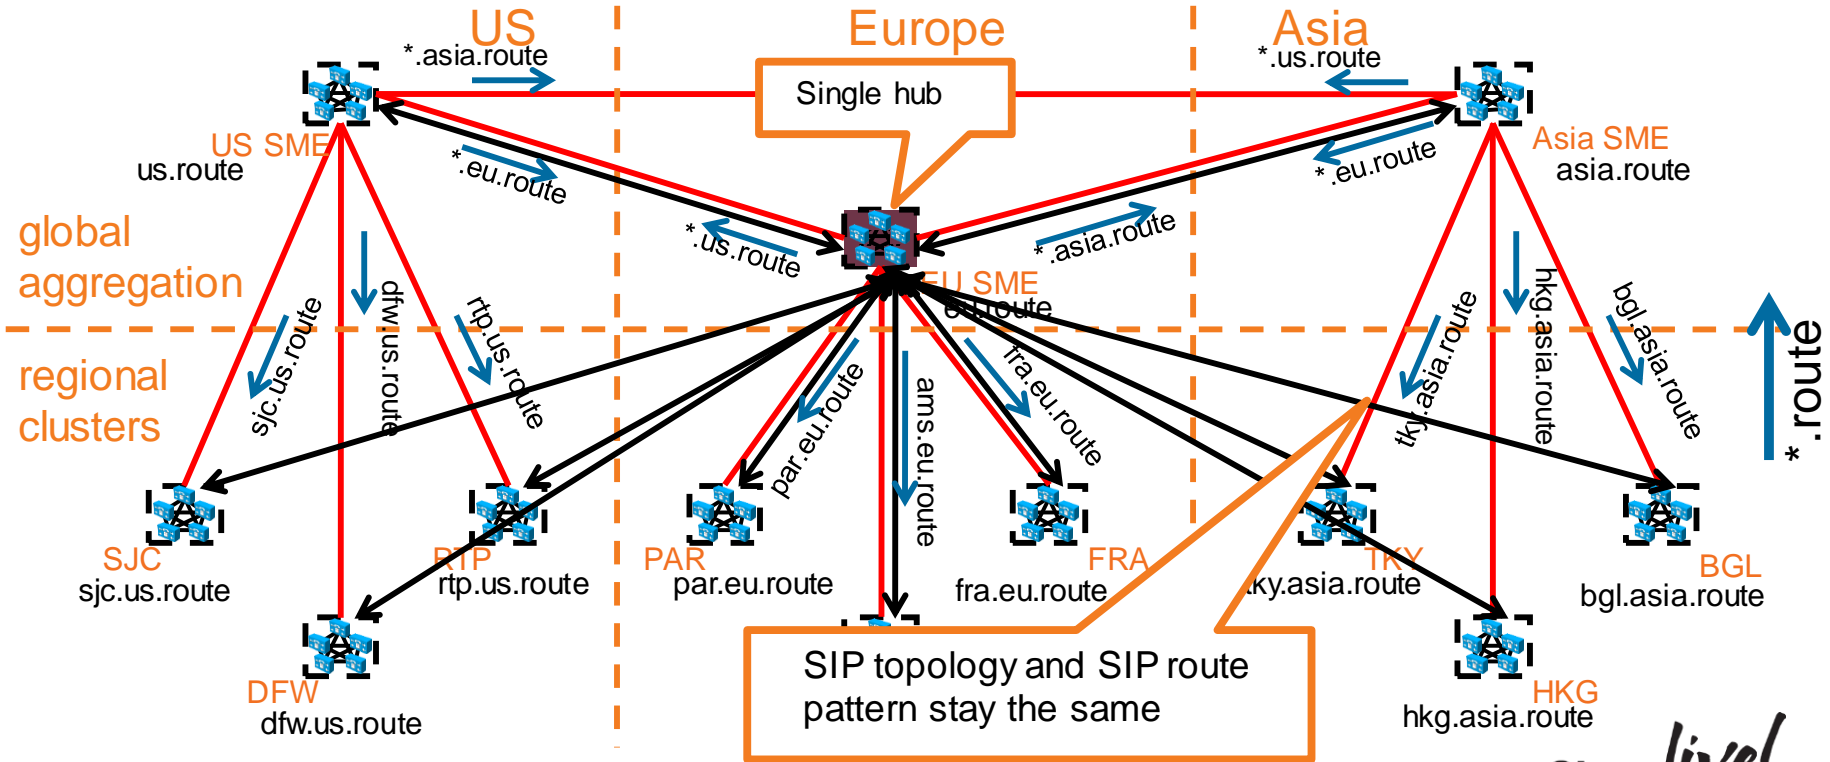 US
Europe
Asia
*.asia.route
*.us.route
Single hub
US SME
us.route
*.eu.route
*.us.route
*.asia.route
*.eu.route
Asia SME
asia.route
EU SME
eu.route
global
aggregation
regional
clusters
sjc.us.route
dfw.us.route
rtp.us.route
par.eu.route
ams.eu.route
fra.eu.route
tky.asia.route
hkg.asia.route
bgl.asia.route
*.route
SJC
sjc.us.route
RTP
rtp.us.route
PAR
par.eu.route
FRA
fra.eu.route
TKY
tky.asia.route
BGL
bgl.asia.route
DFW
dfw.us.route
SIP topology and SIP route
pattern stay the same
HKG
hkg.asia.route
live!